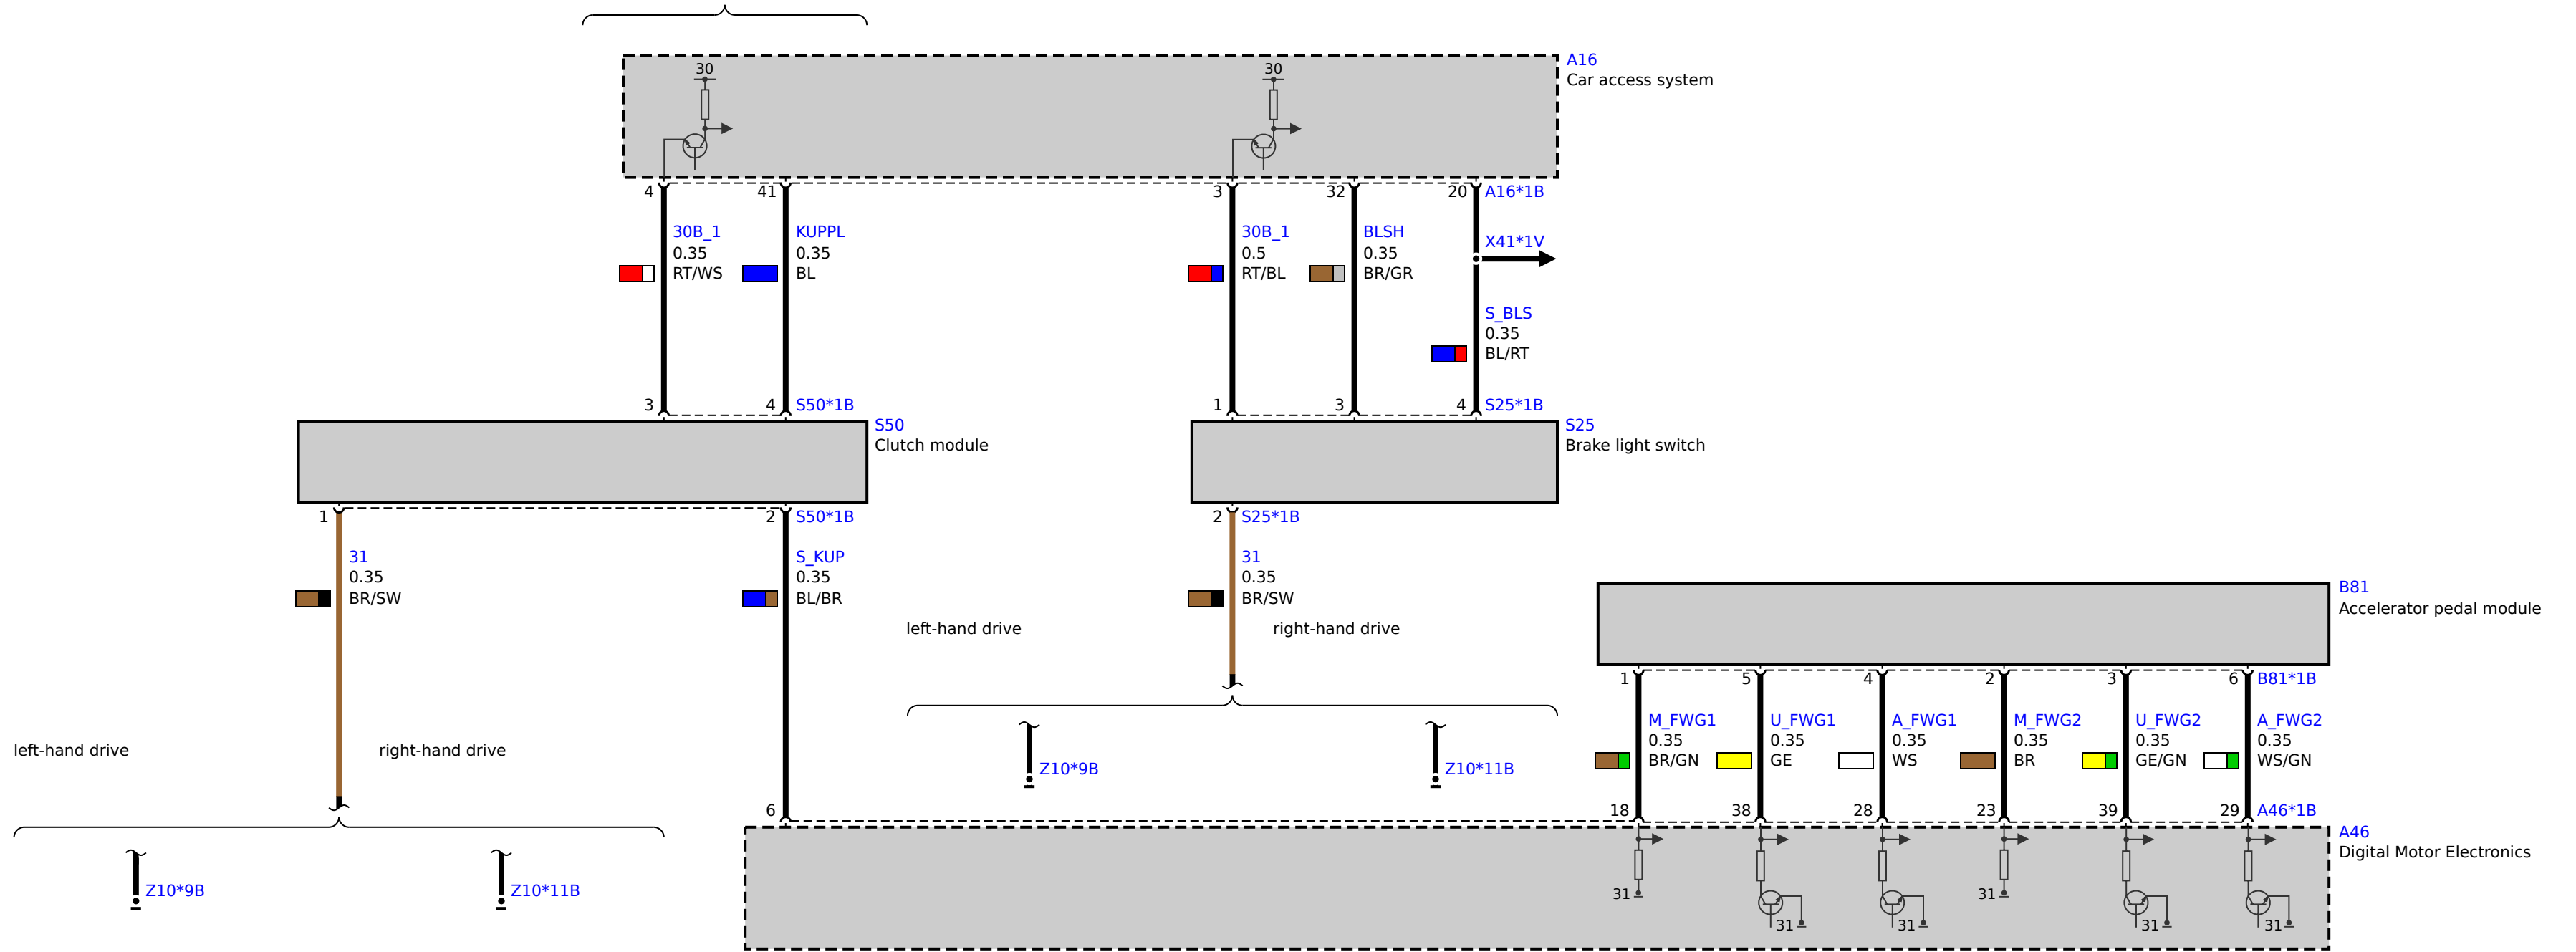 A16
Car access system
30
30
4
41
3
32
20
A16*1B
30B_1
0.35
RT/WS
KUPPL
0.35
BL
30B_1
0.5
RT/BL
BLSH
0.35
BR/GR
X41*1V
S_BLS
0.35
BL/RT
3
4
S50*1B
1
3
4
S25*1B
S50
Clutch module
S25
Brake light switch
1
2
S50*1B
2
S25*1B
31
0.35
BR/SW
S_KUP
0.35
BL/BR
31
0.35
BR/SW
left-hand drive
right-hand drive
B81
Accelerator pedal module
1
5
4
2
3
6
B81*1B
M_FWG1
0.35
BR/GN
U_FWG1
0.35
GE
A_FWG1
0.35
WS
M_FWG2
0.35
BR
U_FWG2
0.35
GE/GN
A_FWG2
0.35
WS/GN
left-hand drive
right-hand drive
Z10*9B
Z10*11B
6
18
38
28
23
39
29
A46*1B
A46
Digital Motor Electronics
Z10*9B
Z10*11B
31
31
31
31
31
31